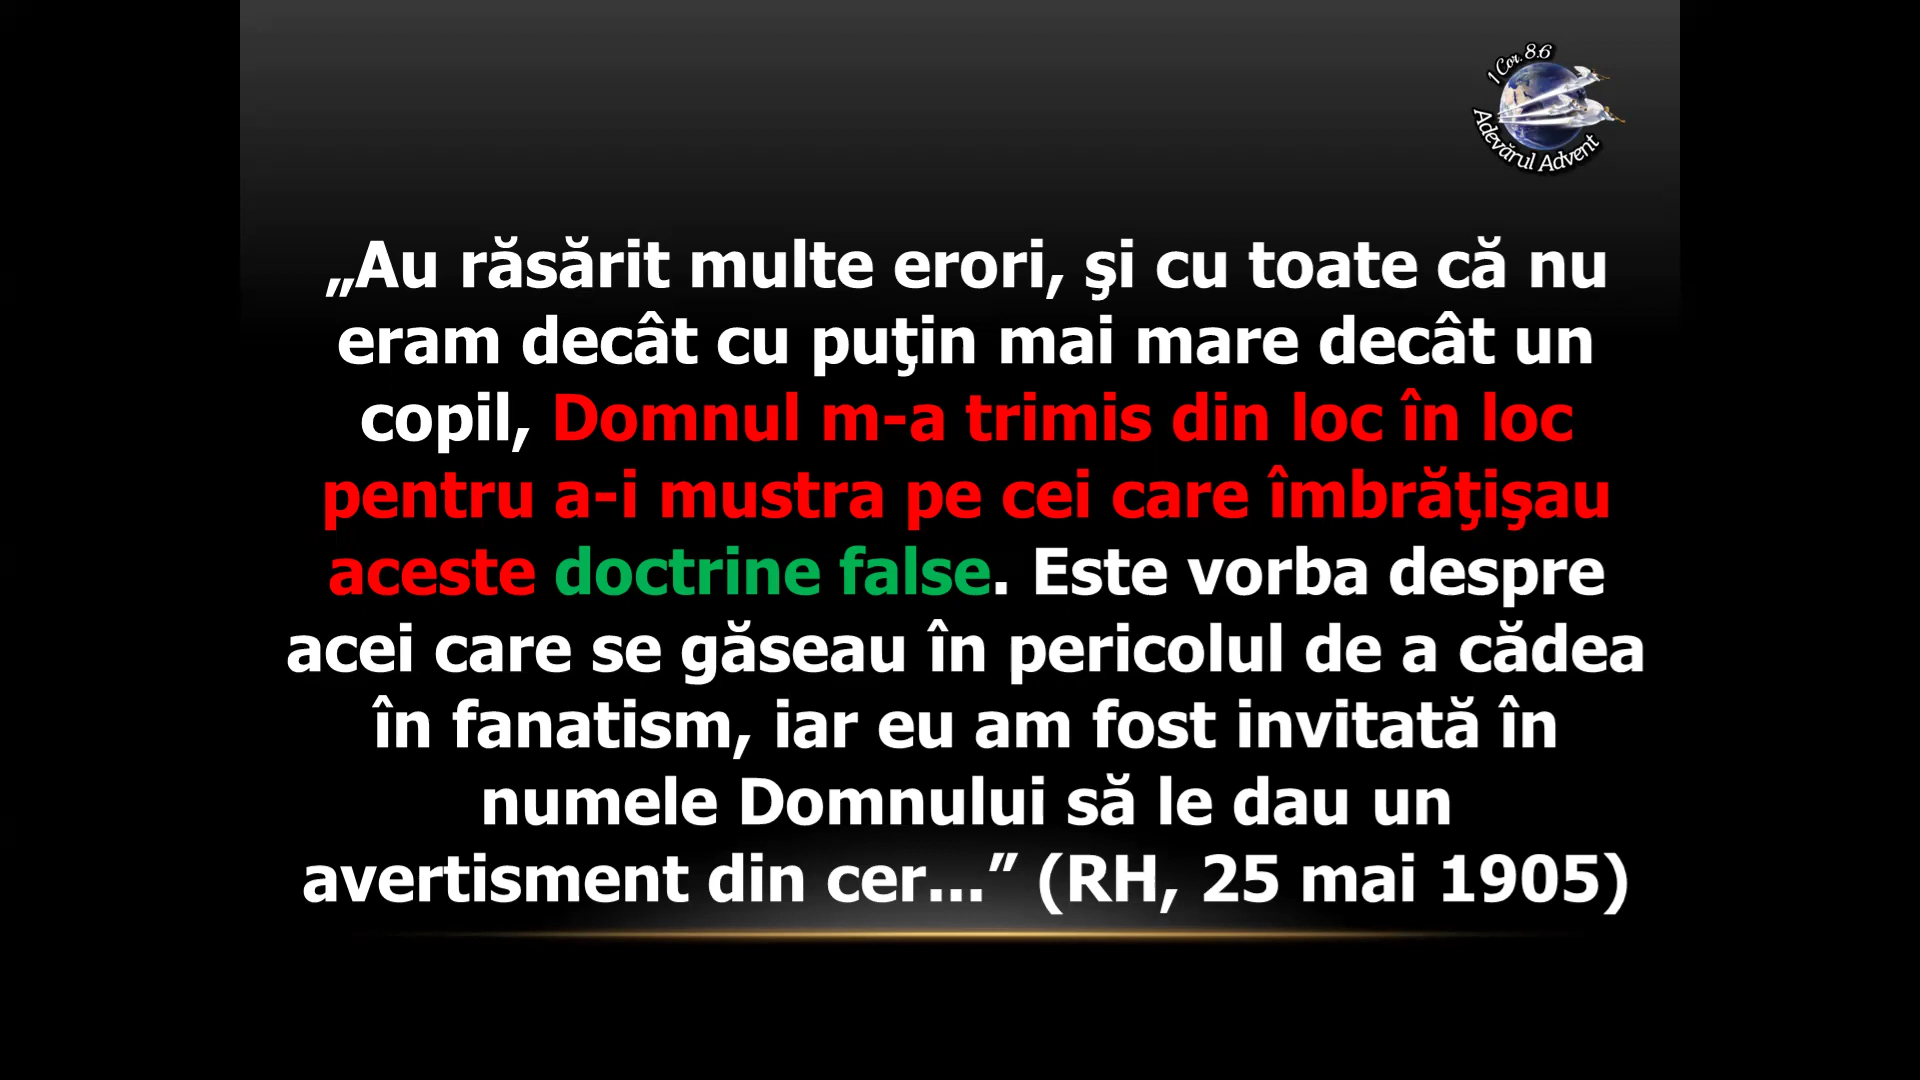 1 Cor. 8:6
Adevărul Advent
„Au răsărit multe erori, şi cu toate că nu
eram decât cu puţin mai mare decât un
copil, Domnul m-a trimis din loc în loc
pentru a-i mustra pe cei care îmbrăţişau
aceste doctrine false. Este vorba despre
acei care se găseau în pericolul de a cădea
în fanatism, iar eu am fost invitată în
numele Domnului să le dau un
avertisment din cer...” (RH, 25 mai 1905)